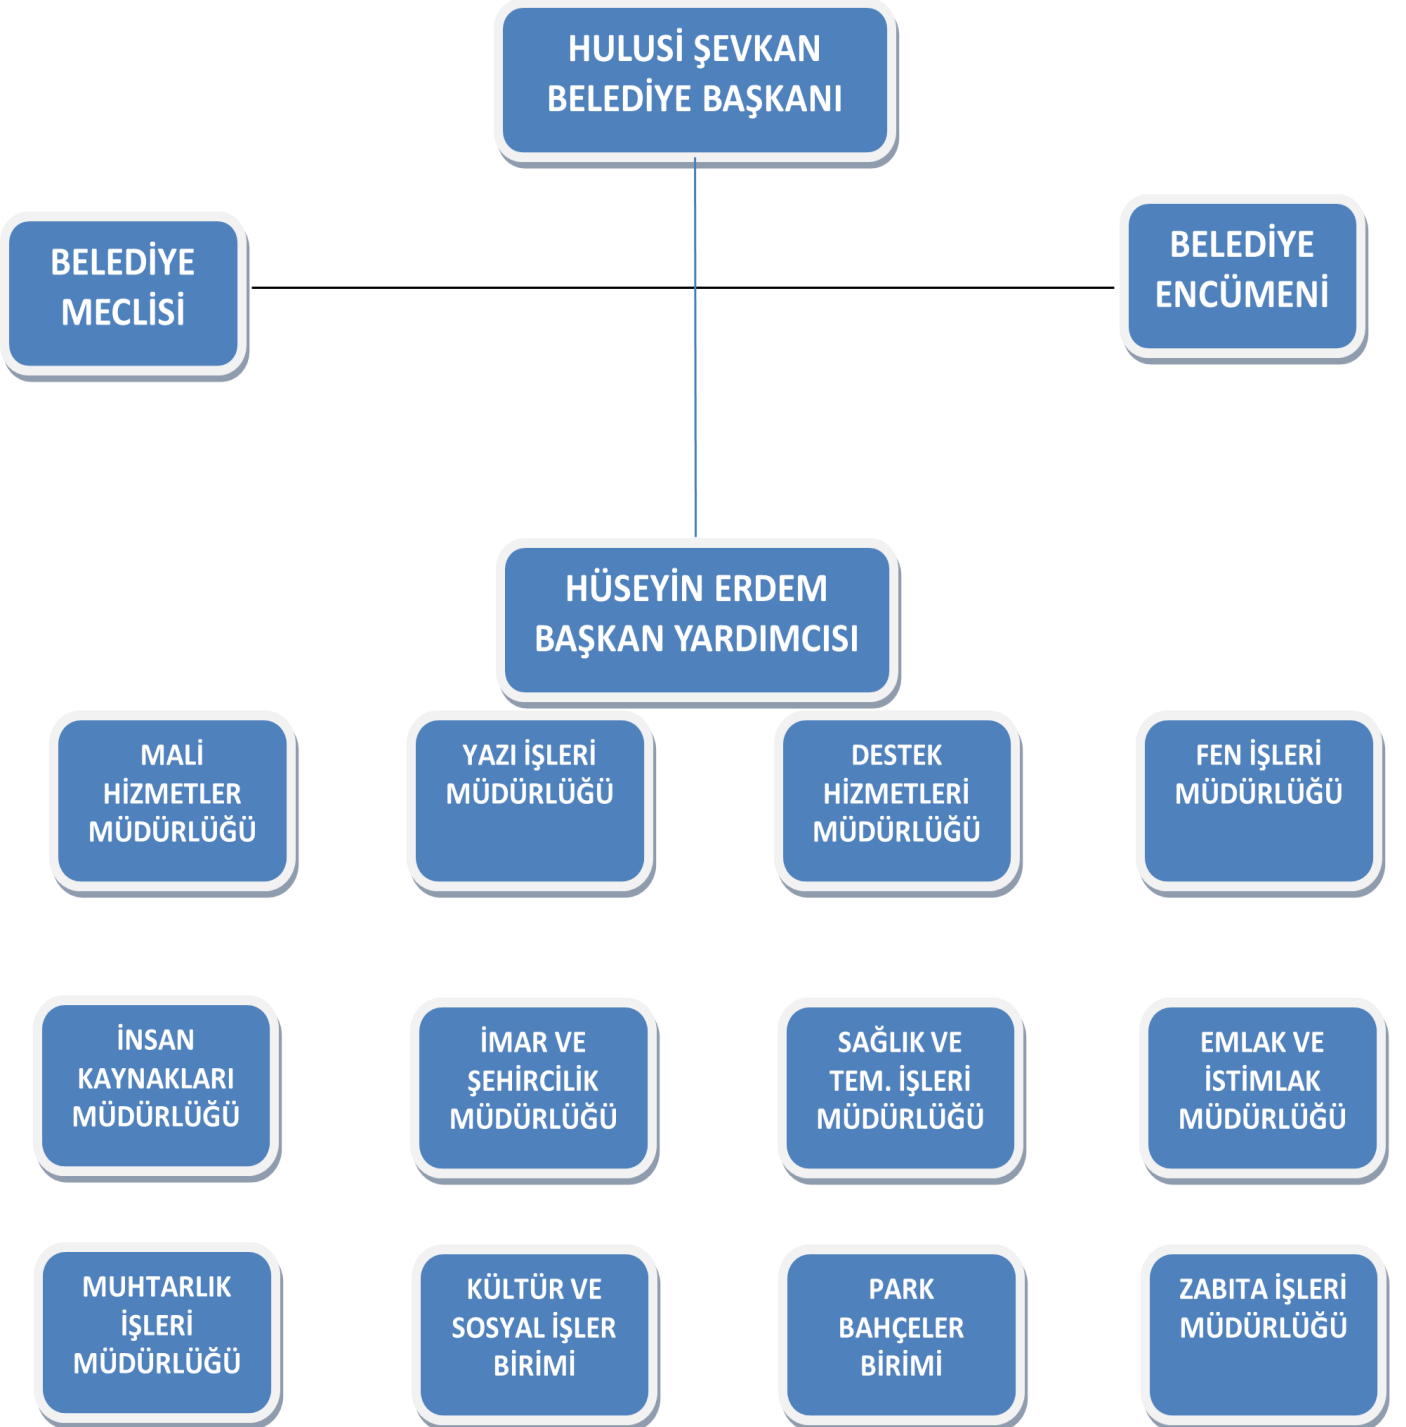 HULUSİ ŞEVKAN
BELEDİYE BAŞKANI
BELEDİYE
MECLİSİ
BELEDİYE
ENCÜMENİ
HÜSEYİN ERDEM
BAŞKAN YARDIMCISI
MALİ
HİZMETLER
MÜDÜRLÜĞÜ
YAZI İŞLERİ
MÜDÜRLÜĞÜ
DESTEK
HİZMETLERİ
MÜDÜRLÜĞÜ
FEN İŞLERİ
MÜDÜRLÜĞÜ
İNSAN
KAYNAKLARI
MÜDÜRLÜĞÜ
İMAR VE
ŞEHİRCİLİK
MÜDÜRLÜĞÜ
SAĞLIK VE
TEM. İŞLERİ
MÜDÜRLÜĞÜ
EMLAK VE
İSTİMLAK
MÜDÜRLÜĞÜ
MUHTARLIK
İŞLERİ
MÜDÜRLÜĞÜ
KÜLTÜR VE
SOSYAL İŞLER
BİRİMİ
PARK
BAHÇELER
BİRİMİ
ZABITA İŞLERİ
MÜDÜRLÜĞÜ